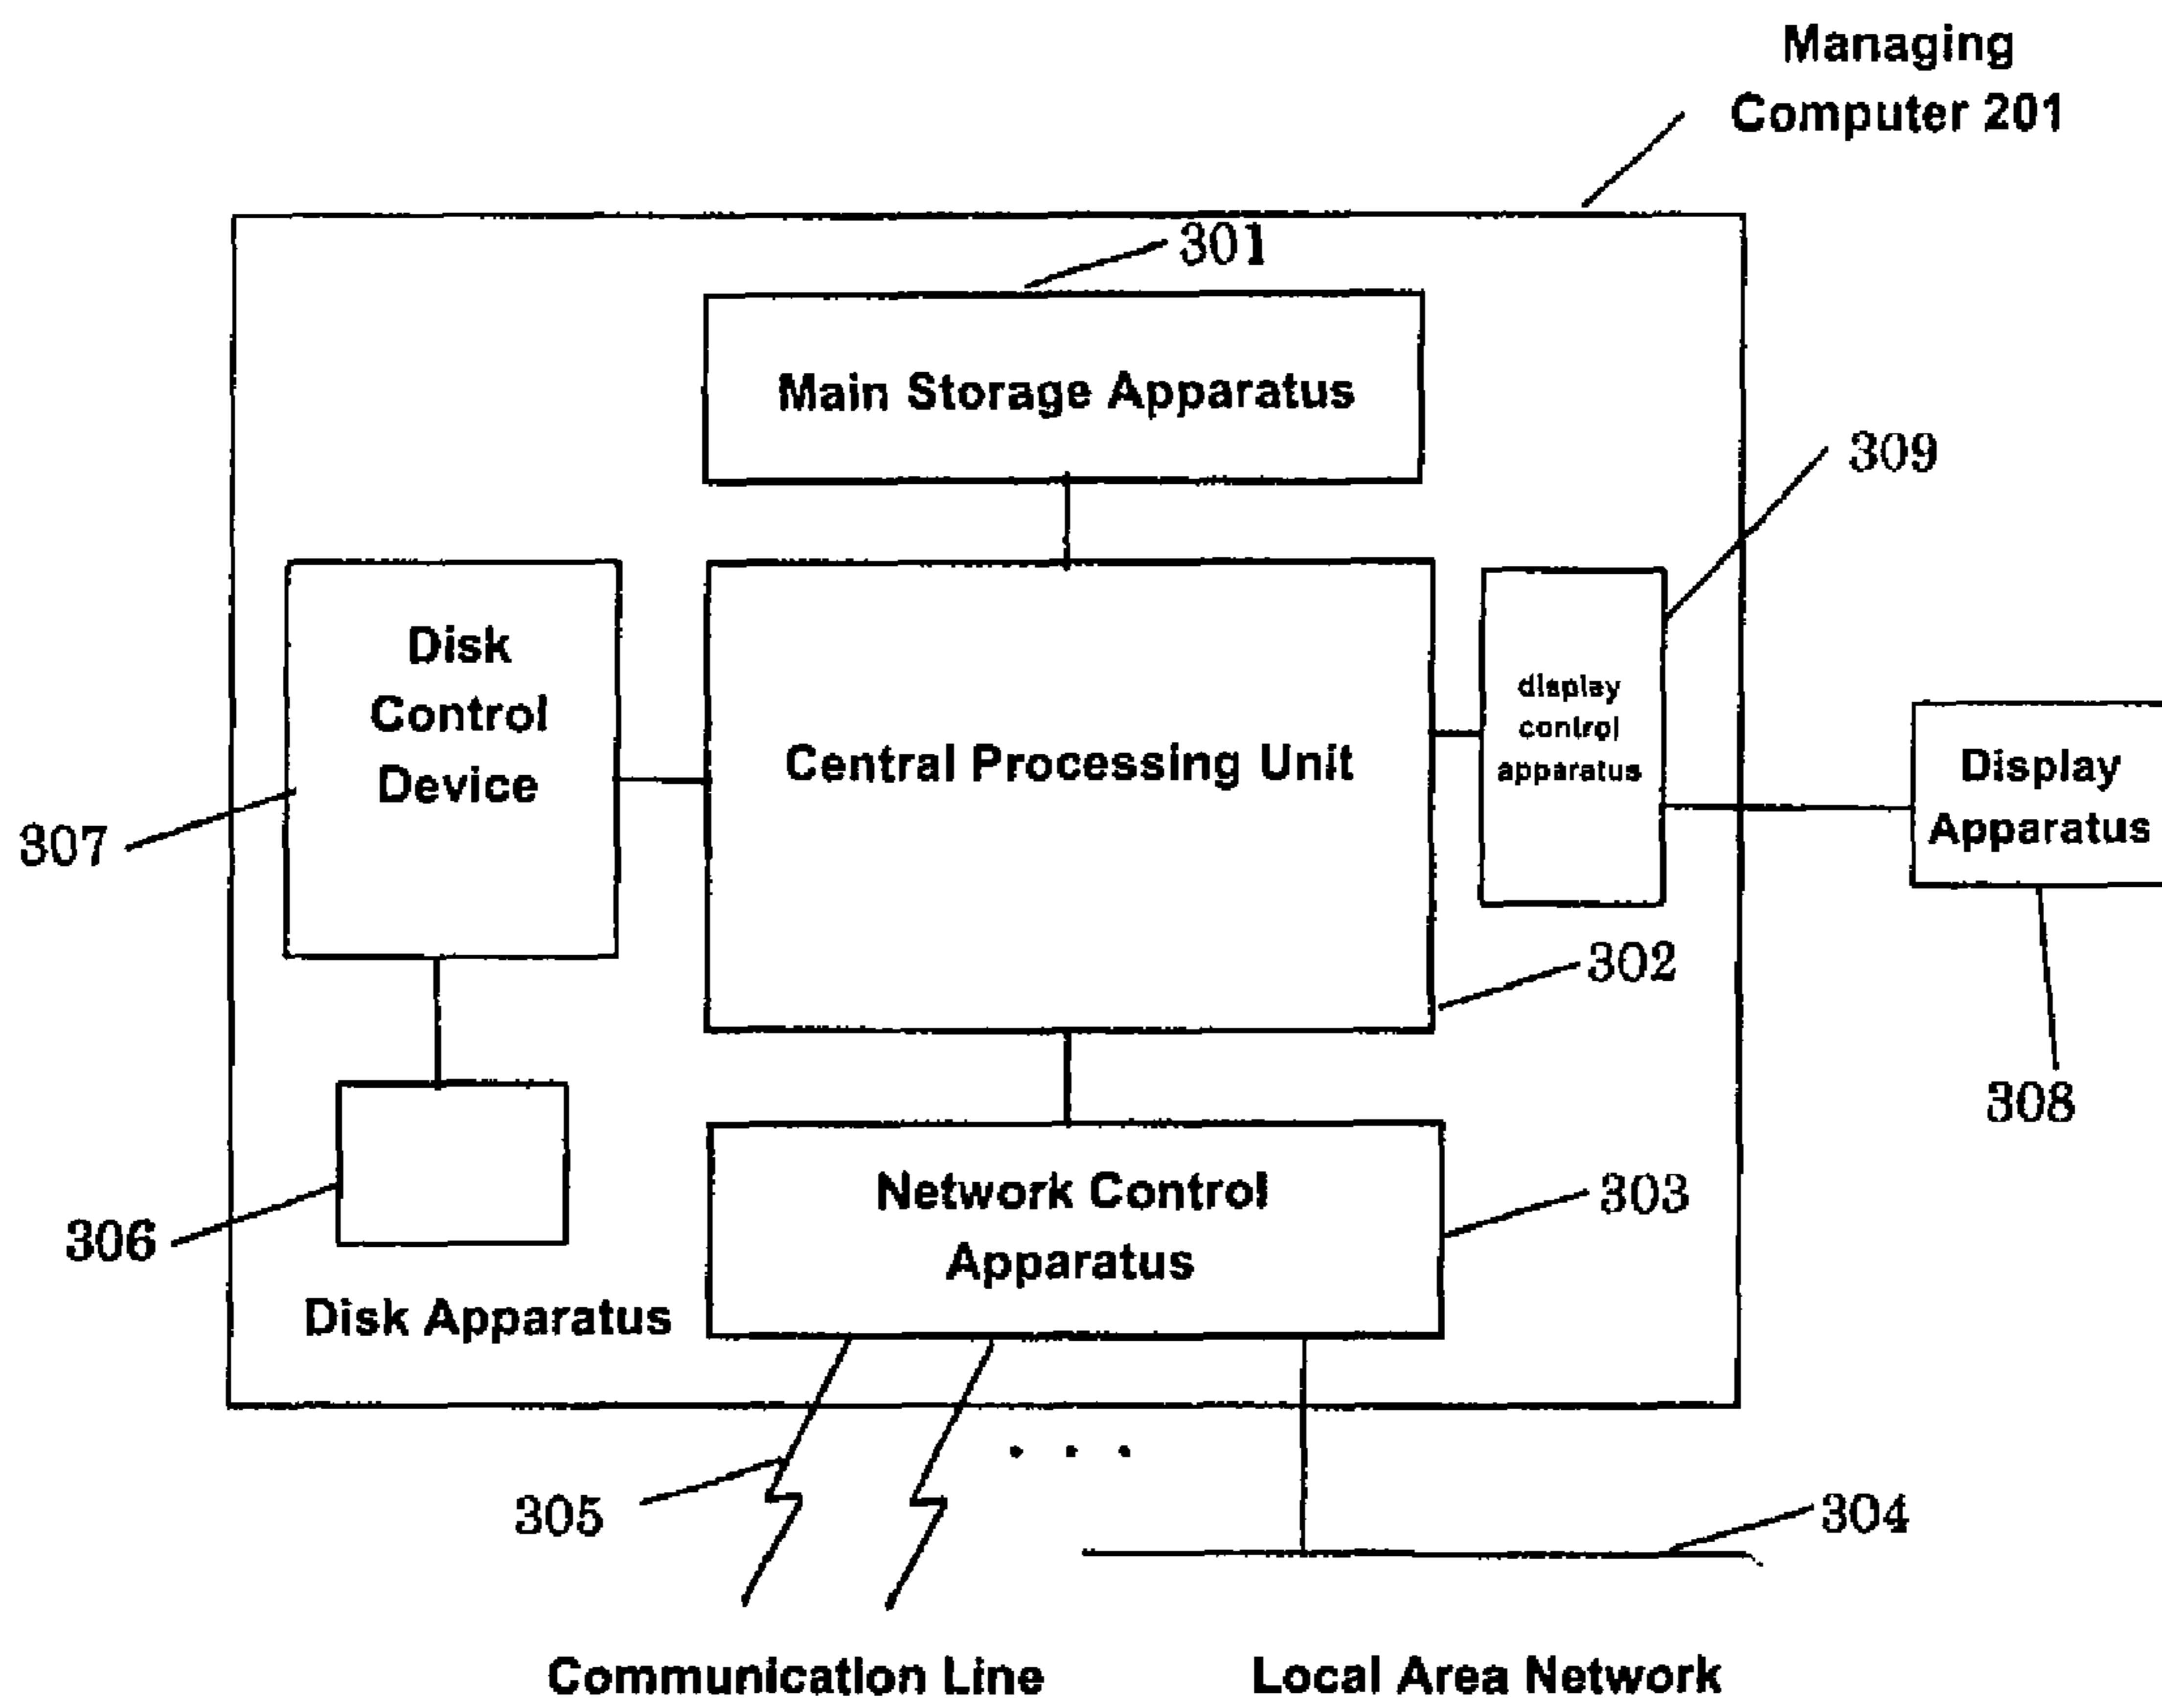 Managing
Computer 201
301
Main Storage Apparatus
309
Disk
Control
Device
Central Processing Unit
display
control
apparatus
Display
Apparatus
307
302
308
306
Network Control
Apparatus
303
Disk Apparatus
. . .
305
304
Communication Line
Local Area Network